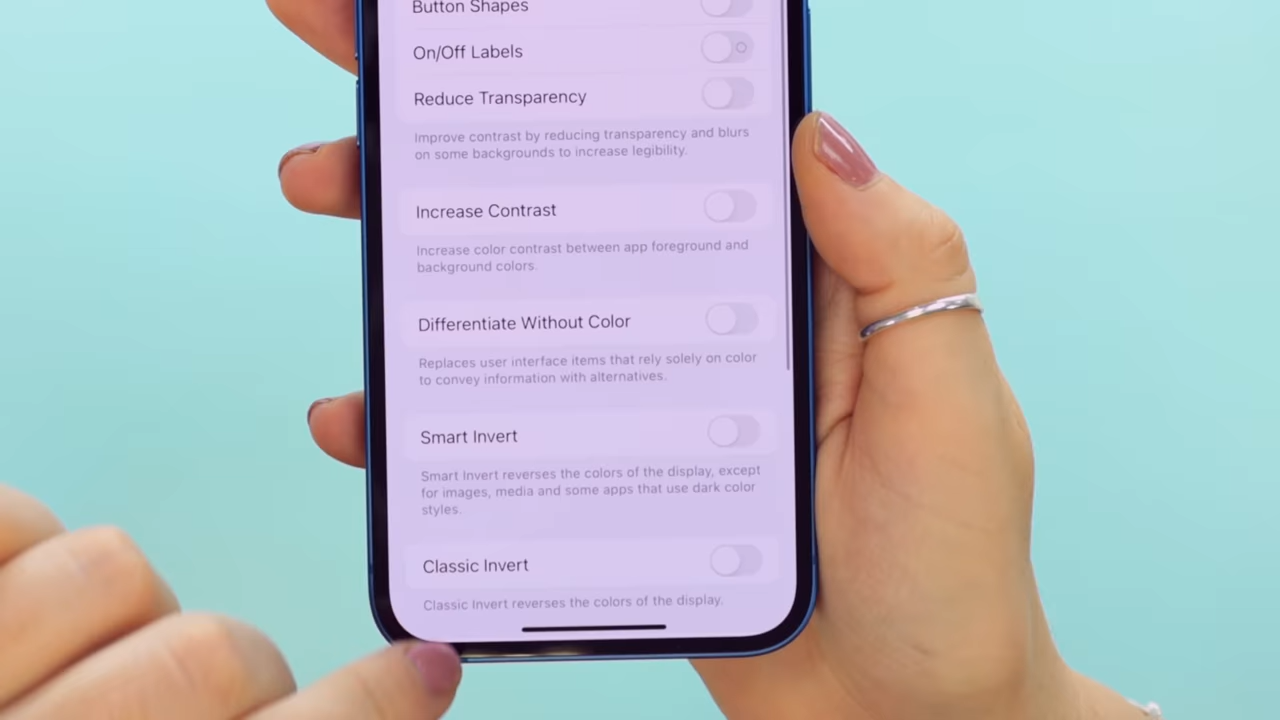 Button Shapes
On/Off Labels
Reduce Transparency
Improve contrast by reducing transparency and blurs
on some backgrounds to increase legibility.
Increase Contrast
Increase color contrast between app foreground and
background colors.
Differentiate Without Color
Replaces user interface items that rely solely on color
to convey information with alternatives.
Smart Invert
Smart Invert reverses the colors of the display, except
for images, media and some apps that use dark color
styles.
Classic Invert
Classic Invert reverses the colors of the display.